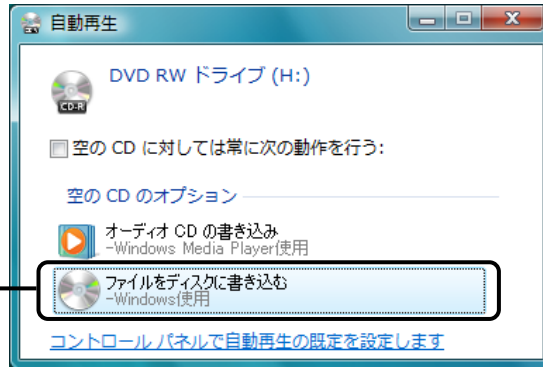 自動再生
DVD RW ドライブ (H:)
CD-R
空の CD に対しては常に次の動作を行う:
空の CD のオプション
オーディオ CD の書き込み
-Windows Media Player使用
ファイルをディスクに書き込む
-Windows使用
コントロール パネルで自動再生の既定を設定します